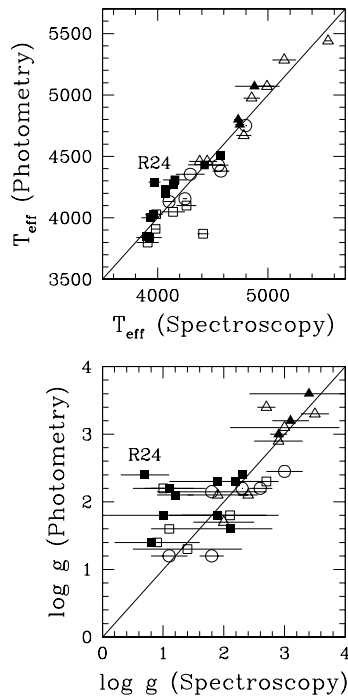 5500
5000
4500
4000
3500
R24
T_eff (Photometry)
4000
5000
T_eff (Spectroscopy)
4
3
2
1
0
R24
log g (Photometry)
0
1
2
3
4
log g (Spectroscopy)